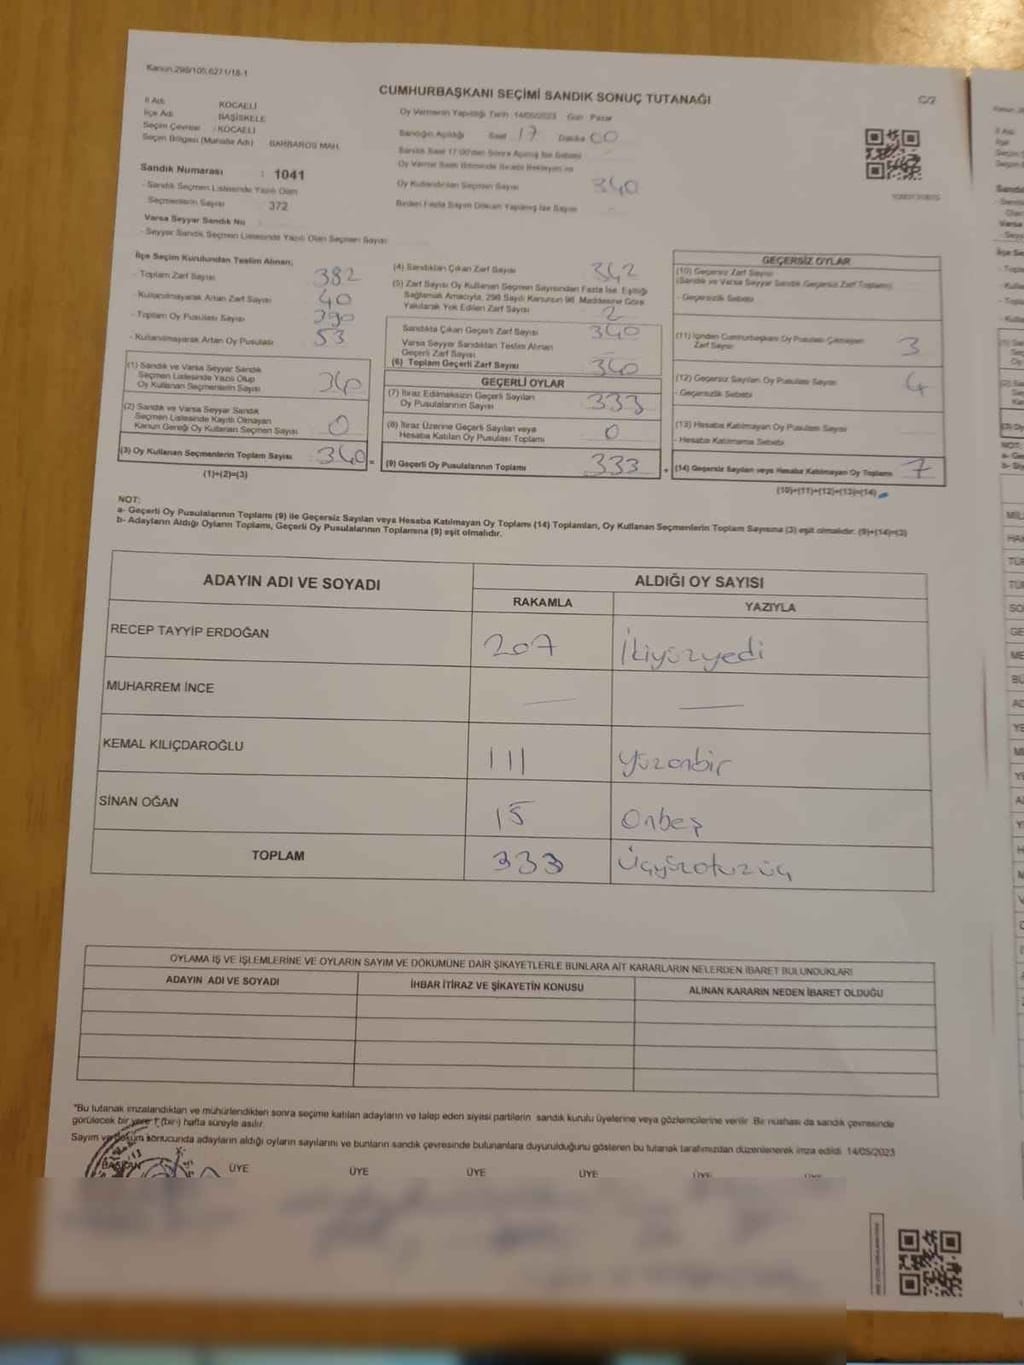 Kanun.298/105.6271/18-1
CUMHURBAŞKANI SEÇİMİ SANDIK SONUÇ TUTANAĞI
C/2
İl Adı KOCAELİ
İlçe Adı BAŞİSKELE
Seçim Çevresi KOCAELİ
Seçim Bölgesi (Mahalle Adı) BARBAROS MAH.
Oy Vermenin Yapıldığı Tarih 14/05/2023 Gün Pazar
Sandığın Açıldığı Saat 17 Dakika 00
Sandık Saat 17:00'den Sonra Açılmış İse Sebebi
Oy Kullandırılan Seçmen Sayısı 340
Birden Fazla Sayım Döküm Yapılmış İse Sayısı
Sandık Numarası : 1041
- Sandık Seçmen Listesinde Yazılı Olan
Seçmenlerin Sayısı 372
Varsa Seyyar Sandık No
- Seyyar Sandık Seçmen Listesinde Yazılı Olan Seçmen Sayısı
İlçe Seçim Kurulundan Teslim Alınan;
- Toplam Zarf Sayısı 382
- Kullanılmayarak Artan Zarf Sayısı 40
- Toplam Oy Pusulası Sayısı 390
- Kullanılmayarak Artan Oy Pusulası 53
(1) Sandık ve Varsa Seyyar Sandık
Seçmen Listesinde Yazılı Olup
Oy Kullanan Seçmenlerin Sayısı 340
(2) Sandık ve Varsa Seyyar Sandık
Seçmen Listesinde Kayıtlı Olmayan
Kanun Gereği Oy Kullanan Seçmen Sayısı 0
(3) Oy Kullanan Seçmenlerin Toplam Sayısı 340 =
(1)+(2)=(3)
(4) Sandıktan Çıkan Zarf Sayısı 342
(5) Zarf Sayısı Oy Kullanan Seçmen Sayısından Fazla İse, Eşitliği
Sağlamak Amacıyla, 298 Sayılı Kanunun 98. Maddesine Göre
Yakılarak Yok Edilen Zarf Sayısı 2
Sandıkta Çıkan Geçerli Zarf Sayısı 340
Varsa Seyyar Sandıktan Teslim Alınan
Geçerli Zarf Sayısı
(6) Toplam Geçerli Zarf Sayısı 340
GEÇERLİ OYLAR
(7) İtiraz Edilmeksizin Geçerli Sayılan
Oy Pusulalarının Sayısı 333
(8) İtiraz Üzerine Geçerli Sayılan veya
Hesaba Katılan Oy Pusulası Toplamı 0
(9) Geçerli Oy Pusulalarının Toplamı 333 +
GEÇERSİZ OYLAR
(10) Geçersiz Zarf Sayısı
(Sandık ve Varsa Seyyar Sandık Geçersiz Zarf Toplamı)
- Geçersizlik Sebebi
(11) İçinden Cumhurbaşkanı Oy Pusulası Çıkmayan
Zarf Sayısı 3
(12) Geçersiz Sayılan Oy Pusulası Sayısı 4
- Geçersizlik Sebebi
(13) Hesaba Katılmayan Oy Pusulası Sayısı
- Hesaba Katılmama Sebebi
(14) Geçersiz Sayılan veya Hesaba Katılmayan Oy Toplamı 7
(10)+(11)+(12)+(13)=(14)
NOT:
a- Geçerli Oy Pusulalarının Toplamı (9) ile Geçersiz Sayılan veya Hesaba Katılmayan Oy Toplamı (14) Toplamları, Oy Kullanan Seçmenlerin Toplam Sayısına (3) eşit olmalıdır. (9)+(14)=(3)
b- Adayların Aldığı Oyların Toplamı, Geçerli Oy Pusulalarının Toplamına (9) eşit olmalıdır.
ADAYIN ADI VE SOYADI
ALDIĞI OY SAYISI
RAKAMLA YAZIYLA
RECEP TAYYİP ERDOĞAN 207 İkiyüzyedi
MUHARREM İNCE — —
KEMAL KILIÇDAROĞLU 111 yüzonbir
SİNAN OĞAN 15 Onbeş
TOPLAM 333 Üçyüzotuzüç
OYLAMA İŞ VE İŞLEMLERİNE VE OYLARIN SAYIM VE DÖKÜMÜNE DAİR ŞİKAYETLERLE BUNLARA AİT KARARLARIN NELERDEN İBARET BULUNDUKLARI
ADAYIN ADI VE SOYADI İHBAR İTİRAZ VE ŞİKAYETİN KONUSU ALINAN KARARIN NEDEN İBARET OLDUĞU
*Bu tutanak imzalandıktan ve mühürlendikten sonra seçime katılan adayların ve talep eden siyasi partilerin sandık kurulu üyelerine veya gözlemcilerine verilir. Bir nüshası da sandık çevresinde
görülecek bir yere 1 (bir) hafta süreyle asılır.
Sayım ve döküm sonucunda adayların aldığı oyların sayılarını ve bunların sandık çevresinde bulunanlara duyurulduğunu gösteren bu tutanak tarafımızdan düzenlenerek imza edildi. 14/05/2023
BAŞKAN ÜYE ÜYE ÜYE ÜYE